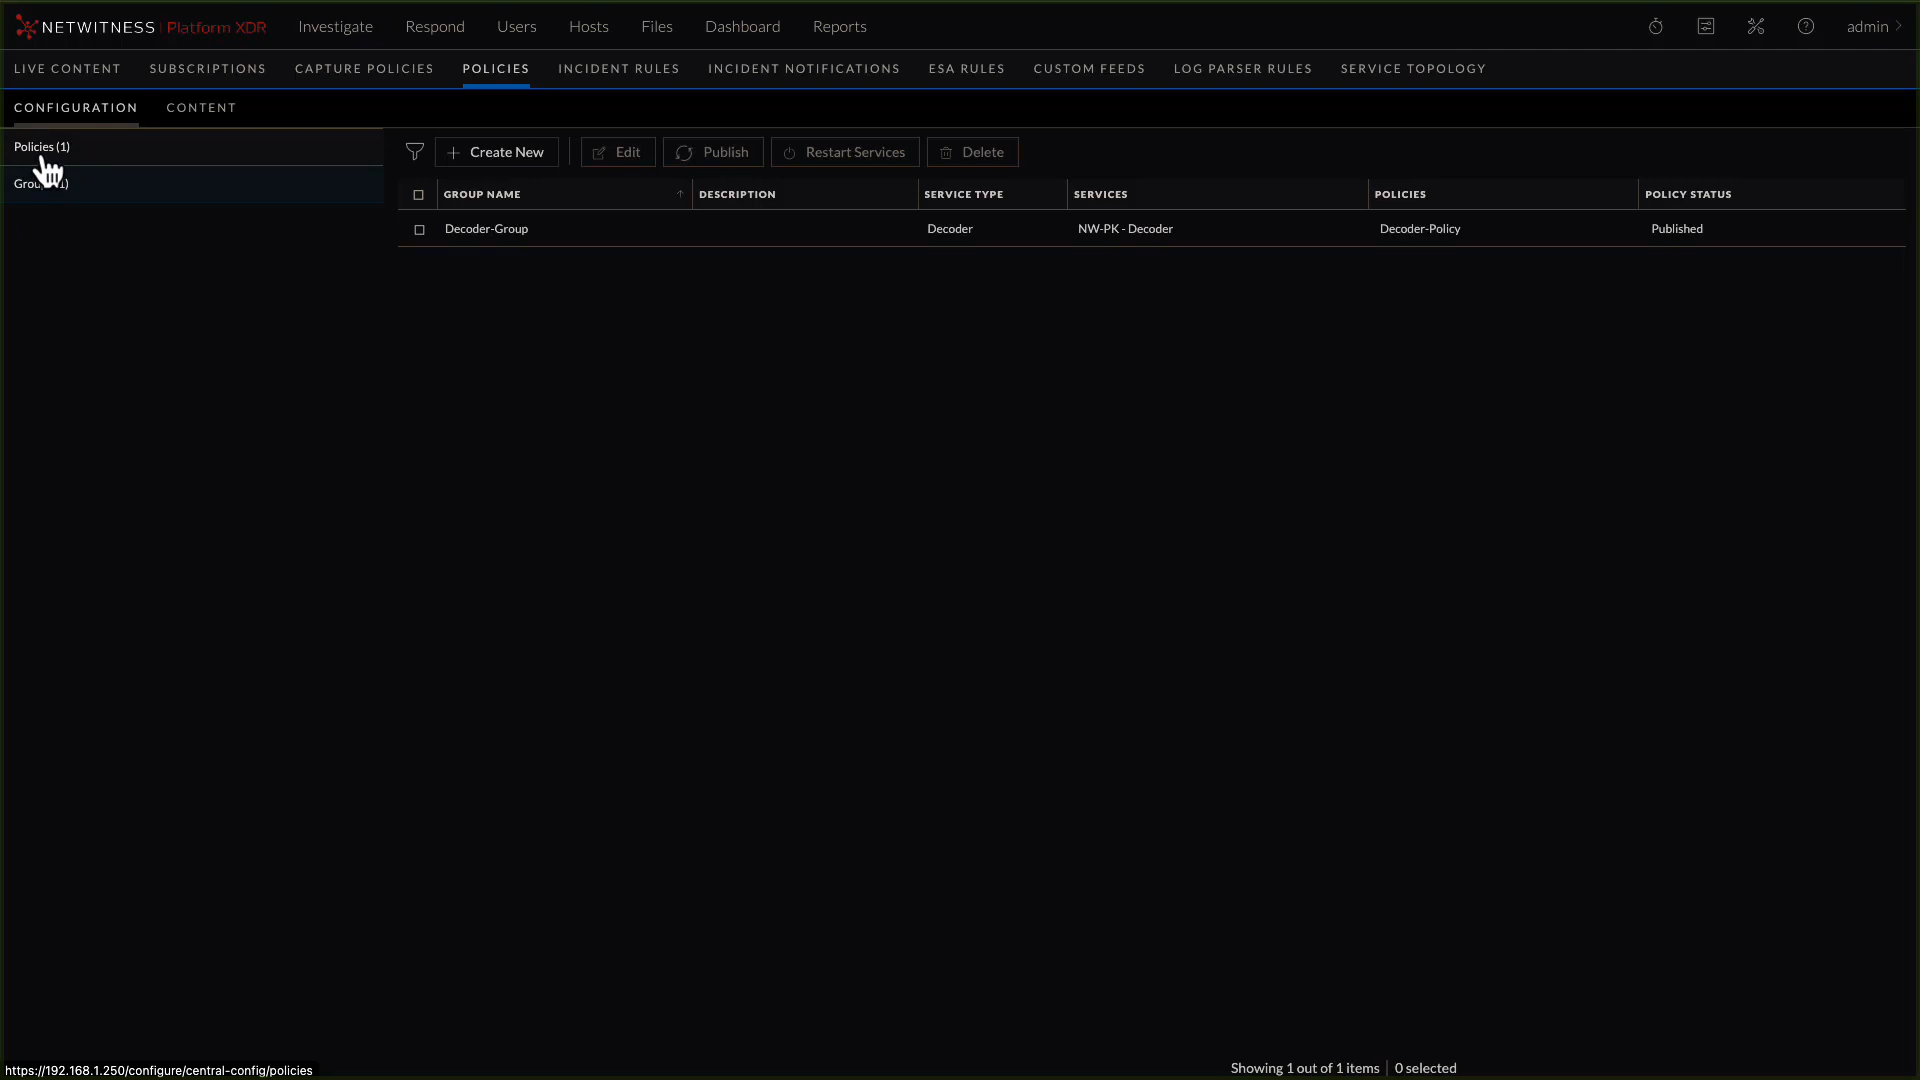 NETWITNESS Platform XDR Investigate Respond Users Hosts Files Dashboard Reports admin
LIVE CONTENT SUBSCRIPTIONS CAPTURE POLICIES POLICIES INCIDENT RULES INCIDENT NOTIFICATIONS ESA RULES CUSTOM FEEDS LOG PARSER RULES SERVICE TOPOLOGY
CONFIGURATION CONTENT
Policies (1)
Create New Edit Publish Restart Services Delete
GROUP NAME DESCRIPTION SERVICE TYPE SERVICES POLICIES POLICY STATUS
Decoder-Group Decoder NW-PK - Decoder Decoder-Policy Published
Showing 1 out of 1 items | 0 selected
https://192.168.1.250/configure/central-config/policies